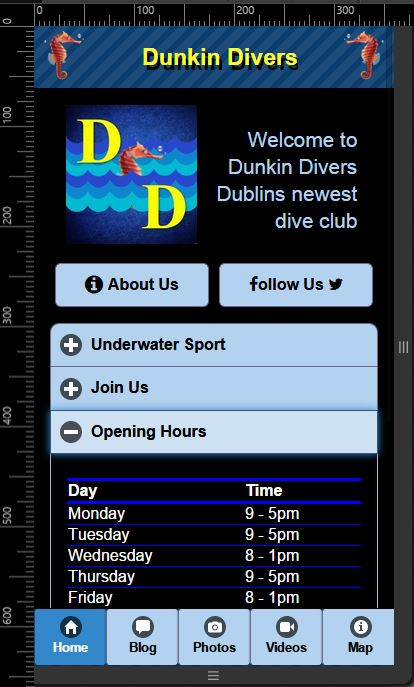 0 100 200 300
Dunkin Divers
D
D
Welcome to
Dunkin Divers
Dublins newest
dive club
About Us
follow Us
Underwater Sport
Join Us
Opening Hours
Day Time
Monday 9 - 5pm
Tuesday 9 - 5pm
Wednesday 8 - 1pm
Thursday 9 - 5pm
Friday 8 - 1pm
Home Blog Photos Videos Map
0
100
200
300
400
500
600